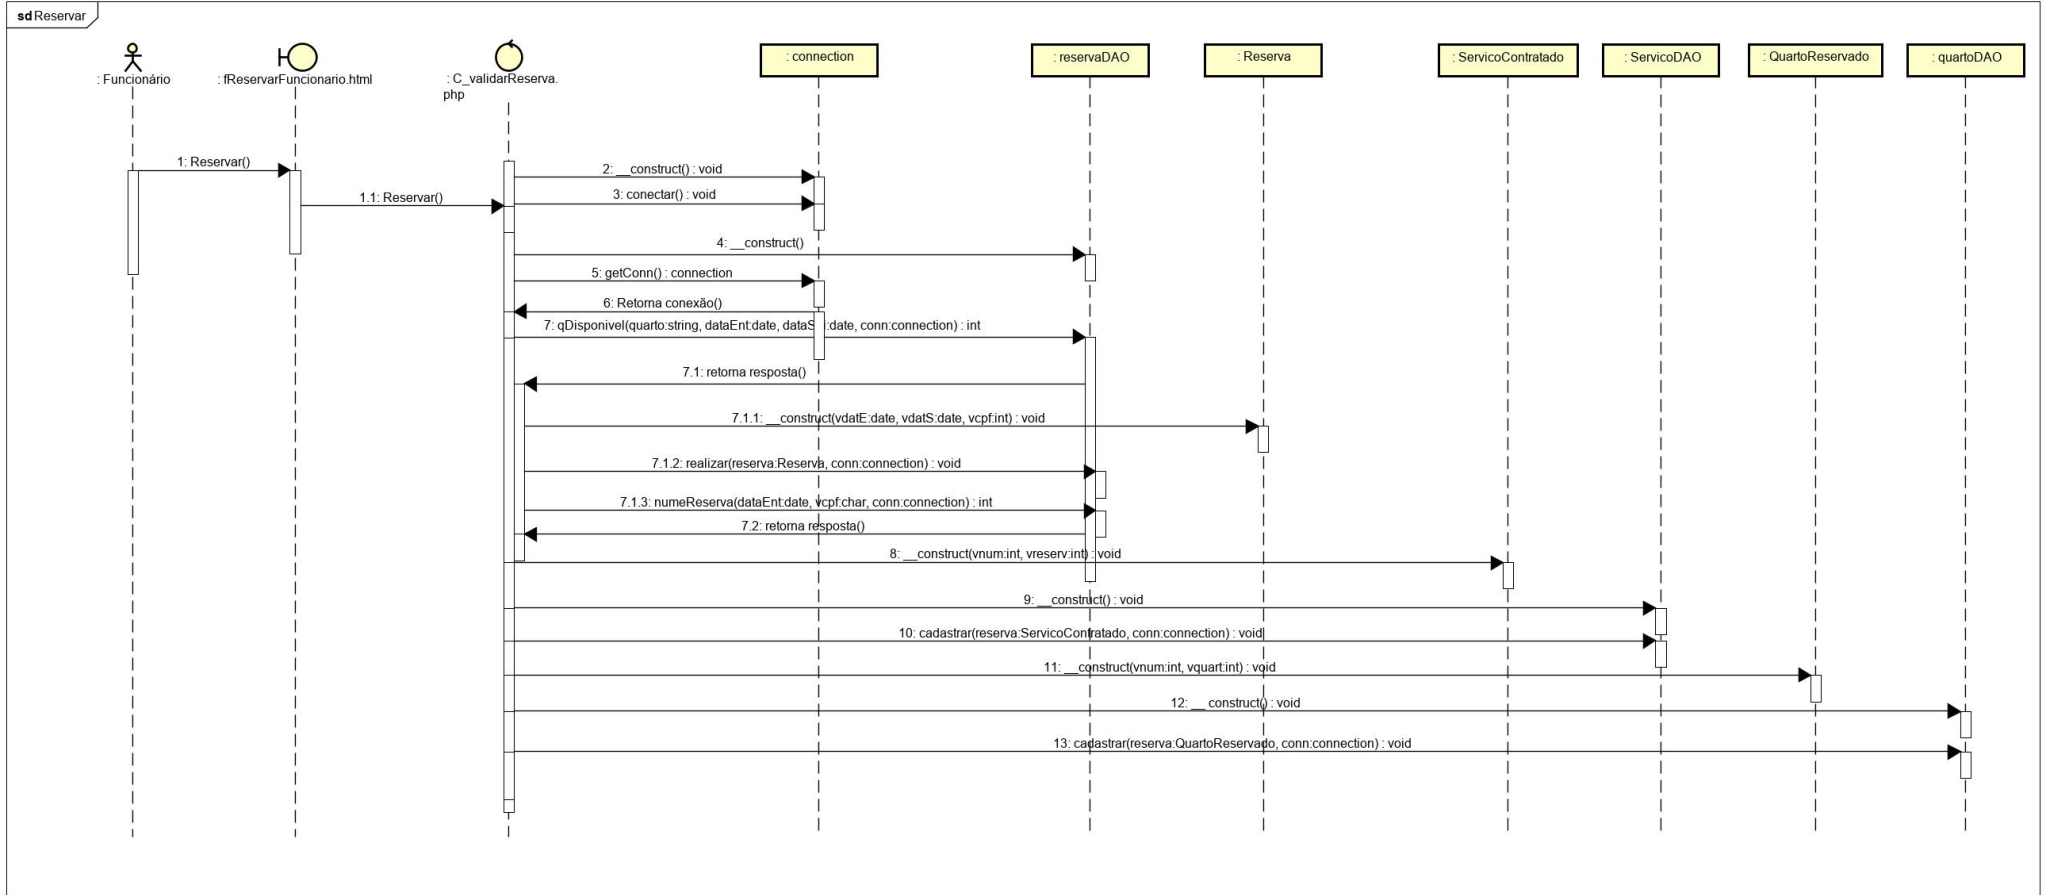 sd Reservar
: Funcionário
: fReservarFuncionario.html
: C_validarReserva.
php
: connection
: reservaDAO
: Reserva
: ServicoContratado
: ServicoDAO
: QuartoReservado
: quartoDAO
1: Reservar()
1.1: Reservar()
2: __construct() : void
3: conectar() : void
4: __construct()
5: getConn() : connection
6: Retorna conexão()
7: qDisponivel(quarto:string, dataEnt:date, dataS :date, conn:connection) : int
7.1: retorna resposta()
7.1.1: __construct(vdatE:date, vdatS:date, vcpf:int) : void
7.1.2: realizar(reserva:Reserva, conn:connection) : void
7.1.3: numeReserva(dataEnt:date, vcpf:char, conn:connection) : int
7.2: retorna resposta()
8: __construct(vnum:int, vreserv:int) : void
9: __construct() : void
10: cadastrar(reserva:ServicoContratado, conn:connection) : void
11: __construct(vnum:int, vquart:int) : void
12: __ construct() : void
13: cadastrar(reserva:QuartoReservado, conn:connection) : void